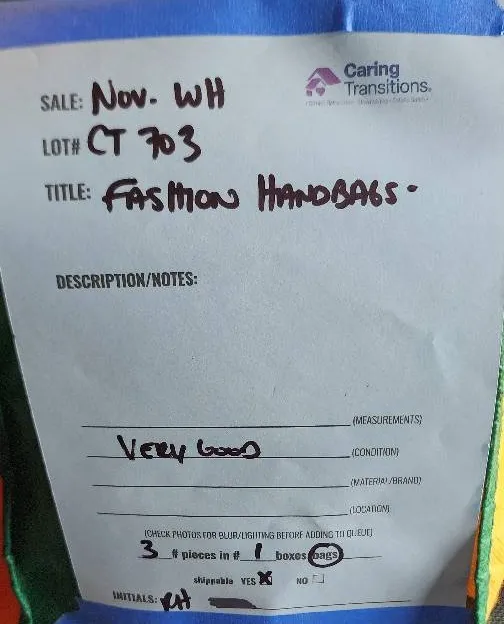 Caring
Transitions.
SALE: Nov. WH
LOT# CT 703
TITLE: FASHION HANDBAGS.
DESCRIPTION/NOTES:
(MEASUREMENTS)
VERY GOOD (CONDITION)
(MATERIAL/BRAND)
(LOCATION)
(CHECK PHOTOS FOR BLUR/LIGHTING BEFORE ADDING TO QUEUE)
3 # pieces in # 1 boxes bags
shippable YES X NO
INITIALS: RH